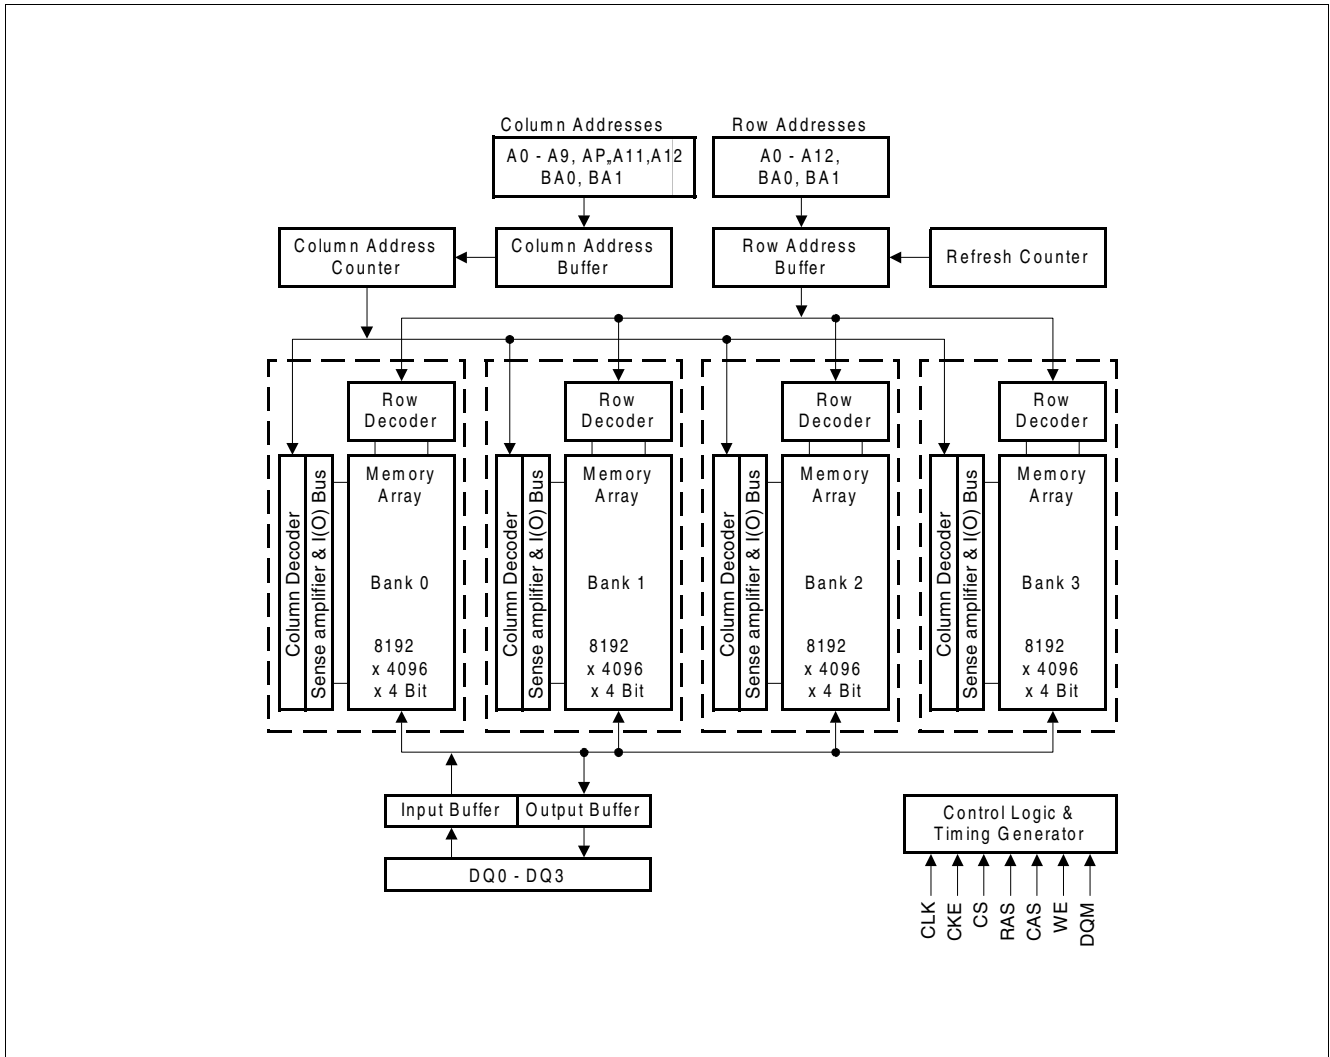 Column Addresses
A0 - A9, AP,,A11,A12
BA0, BA1
Row Addresses
A0 - A12,
BA0, BA1
Column Address
Counter
Column Address
Buffer
Row Address
Buffer
Refresh Counter
Row
Decoder
Row
Decoder
Row
Decoder
Row
Decoder
Column Decoder
Sense amplifier & I(O) Bus
Memory
Array
Bank 0
8192
x 4096
x 4 Bit
Column Decoder
Sense amplifier & I(O) Bus
Memory
Array
Bank 1
8192
x 4096
x 4 Bit
Column Decoder
Sense amplifier & I(O) Bus
Memory
Array
Bank 2
8192
x 4096
x 4 Bit
Column Decoder
Sense amplifier & I(O) Bus
Memory
Array
Bank 3
8192
x 4096
x 4 Bit
Input Buffer
Output Buffer
DQ0 - DQ3
Control Logic &
Timing Generator
CLK
CKE
CS
RAS
CAS
WE
DQM